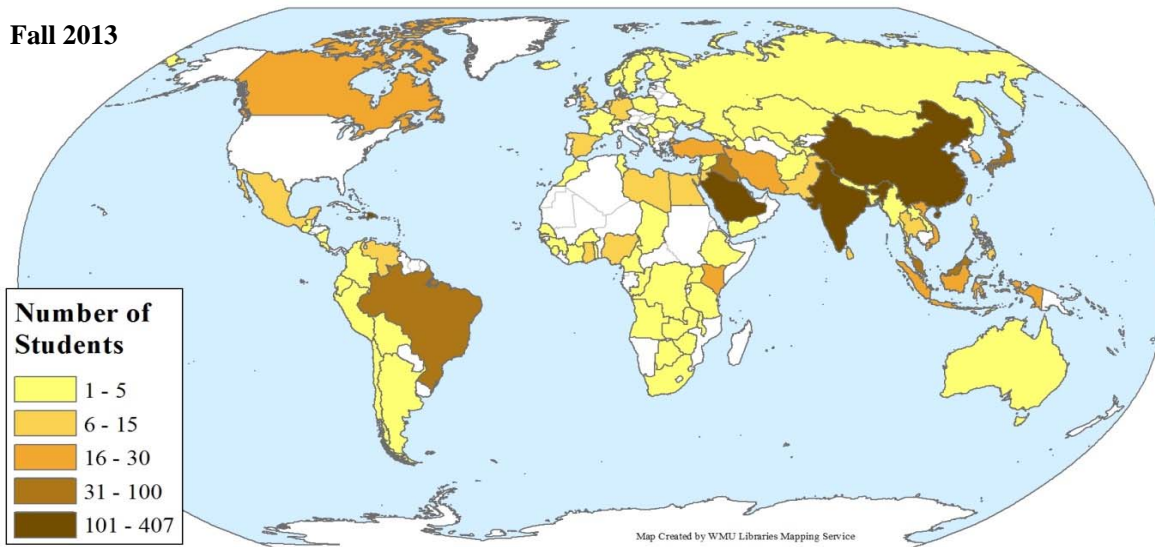 Fall 2013
Number of
Students
1 - 5
6 - 15
16 - 30
31 - 100
101 - 407
Map Created by WMU Libraries Mapping Service